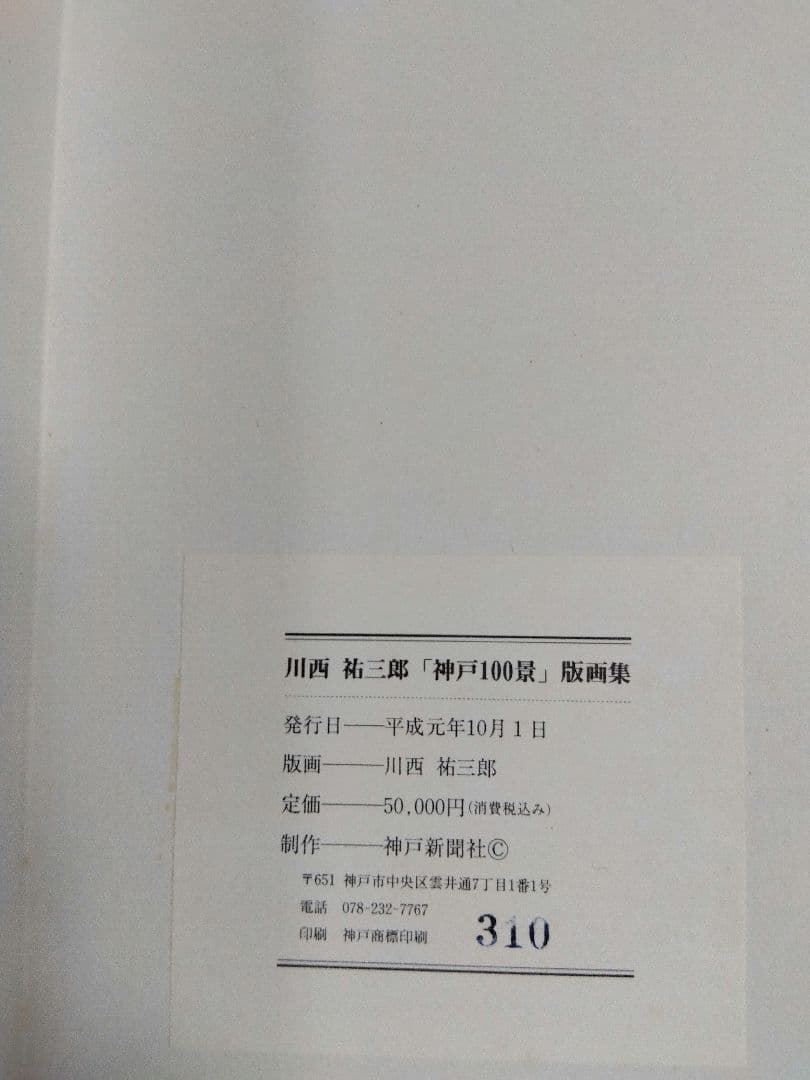 川西 祐三郎「神戸100景」版画集
発行日――平成元年10月1日
版画―――川西 祐三郎
定価―――50,000円(消費税込み)
制作―――神戸新聞社©
〒651 神戸市中央区雲井通7丁目1番1号
電話 078-232-7767
印刷 神戸商標印刷
310